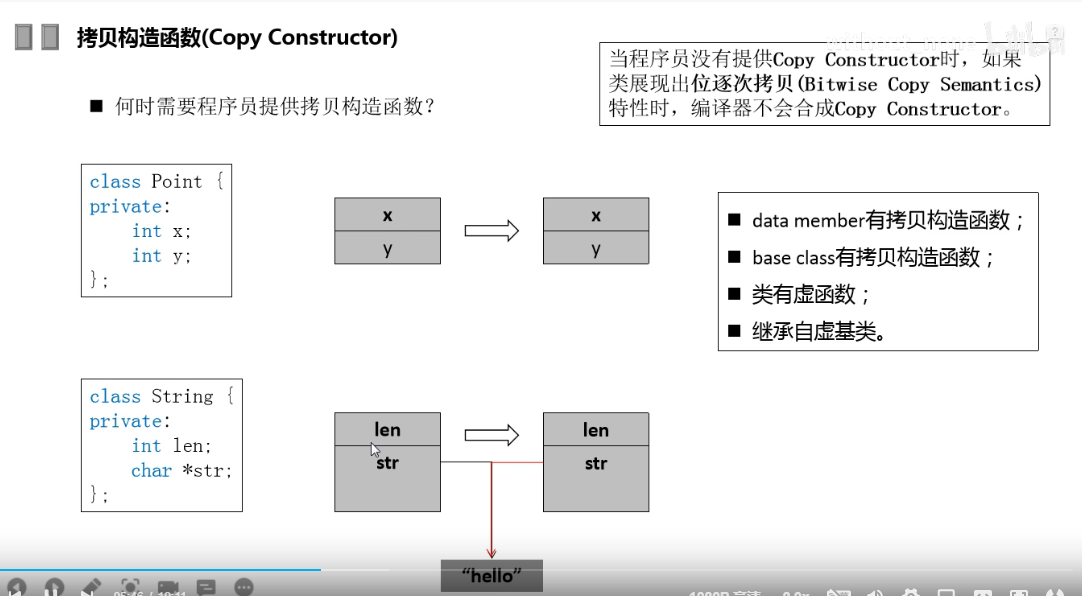 拷贝构造函数(Copy Constructor)
当程序员没有提供Copy Constructor时，如果
类展现出位逐次拷贝(Bitwise Copy Semantics)
特性时，编译器不会合成Copy Constructor。
■ 何时需要程序员提供拷贝构造函数？
class Point {
private:
int x;
int y;
};
x
y
x
y
■ data member有拷贝构造函数；
■ base class有拷贝构造函数；
■ 类有虚函数；
■ 继承自虚基类。
class String {
private:
int len;
char *str;
};
len
str
len
str
“hello”